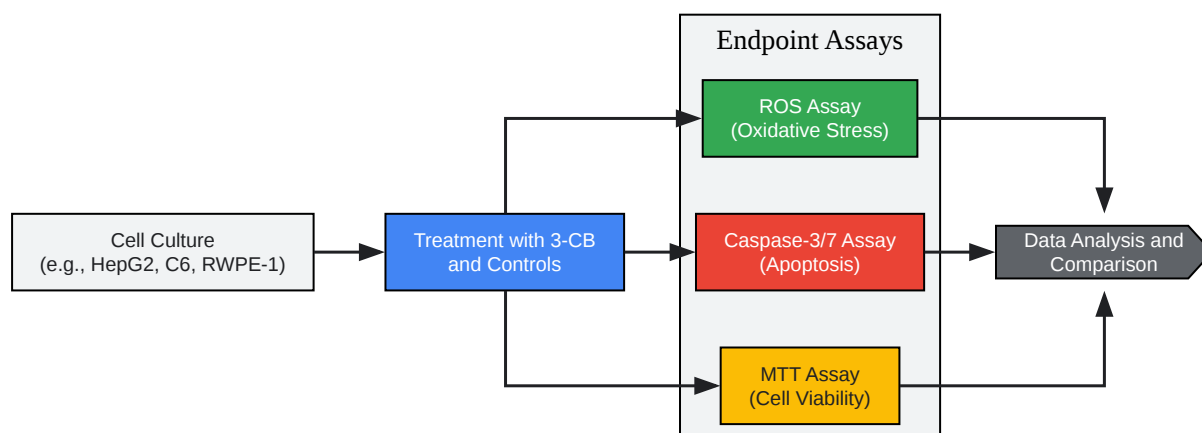 Endpoint Assays
ROS Assay
(Oxidative Stress)
Cell Culture
(e.g., HepG2, C6, RWPE-1)
Treatment with 3-CB
and Controls
Caspase-3/7 Assay
(Apoptosis)
Data Analysis and
Comparison
MTT Assay
(Cell Viability)